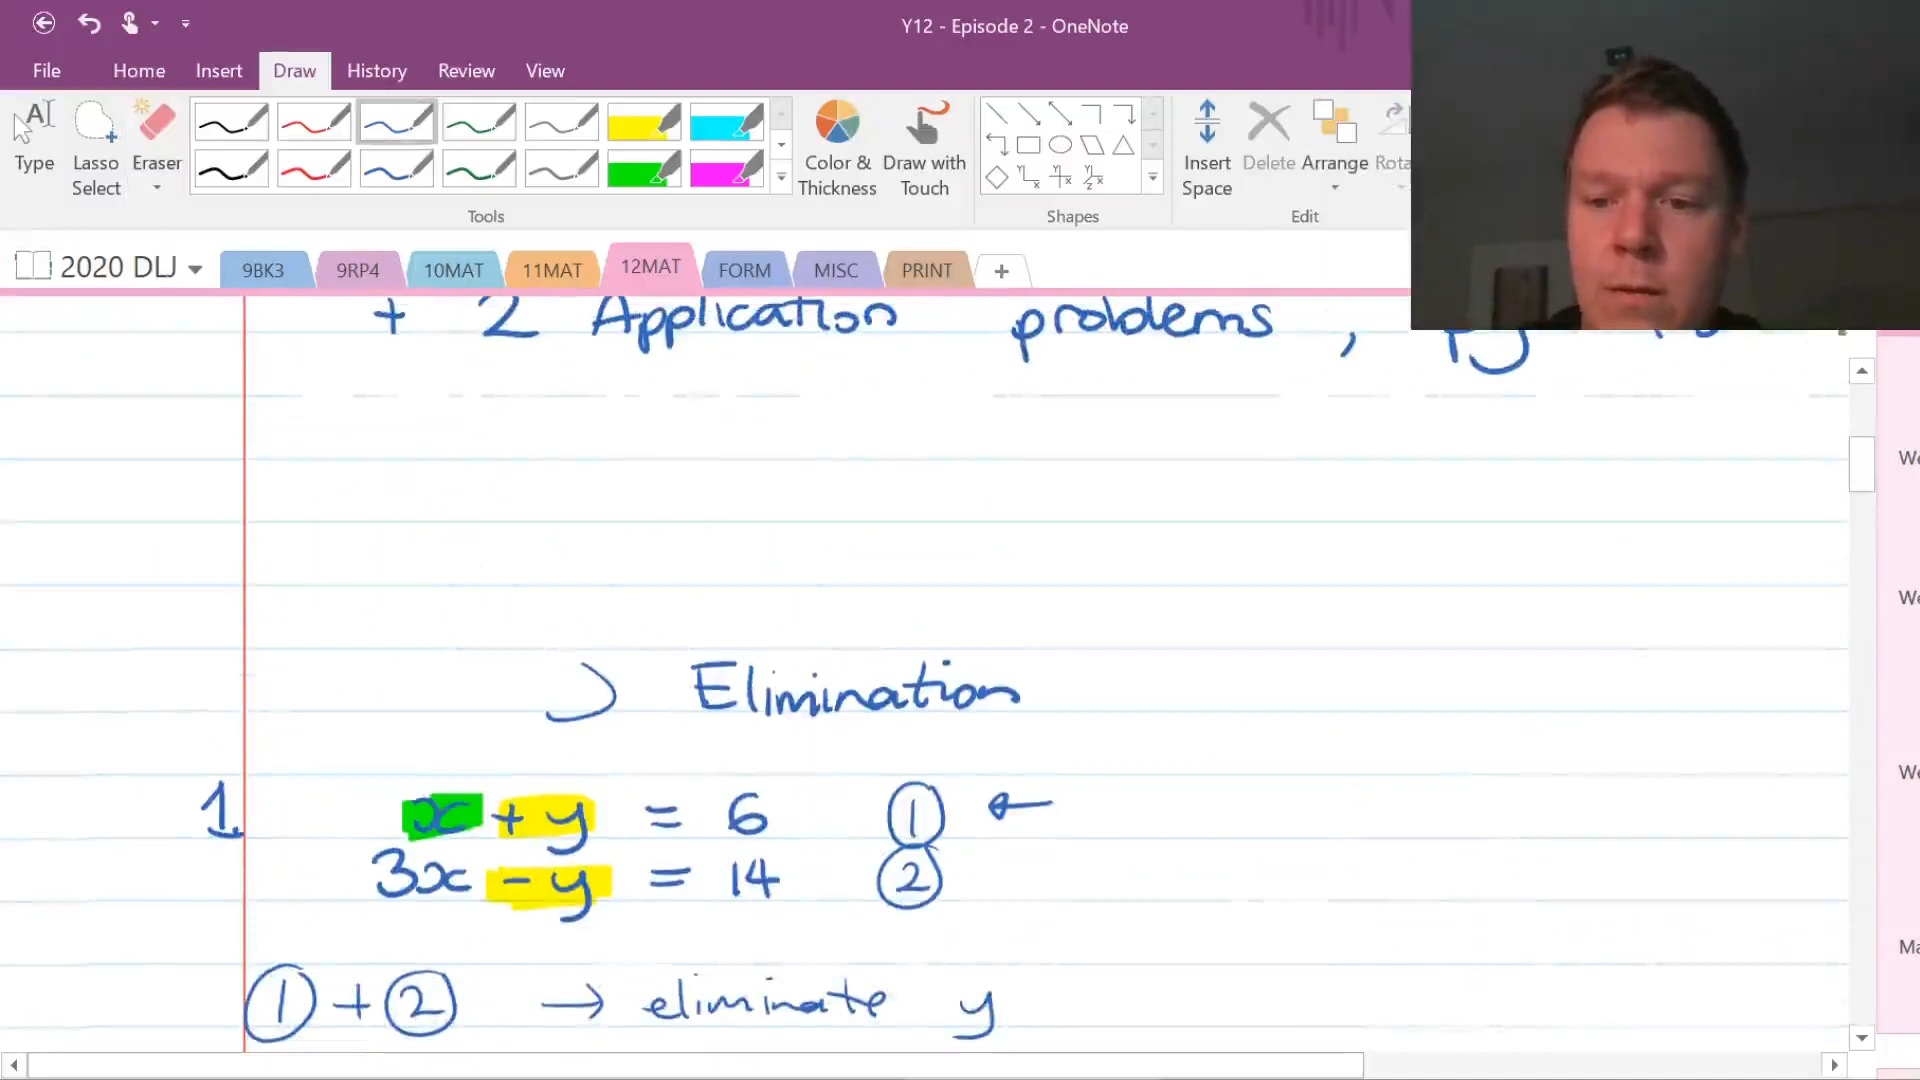 Y12 - Episode 2 - OneNote
File Home Insert Draw History Review View
Type Lasso Select Eraser Color & Thickness Draw with Touch Insert Space Delete Arrange
Tools Shapes Edit
2020 DLJ 9BK3 9RP4 10MAT 11MAT 12MAT FORM MISC PRINT +
+ 2 Application problems,
Elimination
1. x + y = 6 ① ←
3x - y = 14 ②
① + ② → eliminate y